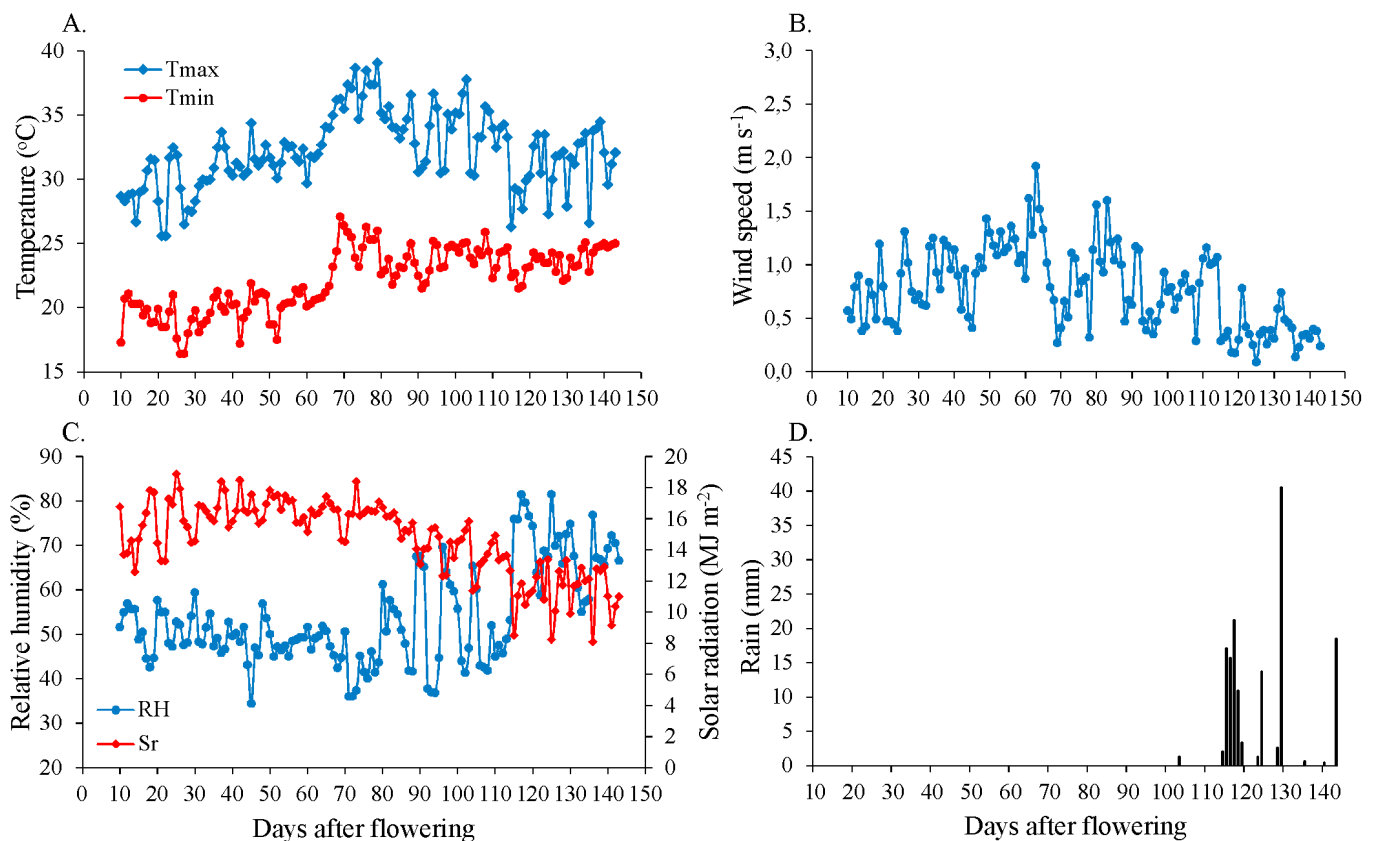 A.
Temperature (°C)
40
35
30
25
20
15
Tmax
Tmin
0 10 20 30 40 50 60 70 80 90 100 110 120 130 140 150
B.
Wind speed (m s-1)
3,0
2,5
2,0
1,5
1,0
0,5
0,0
0 10 20 30 40 50 60 70 80 90 100 110 120 130 140 150
C.
Relative humidity (%)
90
80
70
60
50
40
30
20
RH
Sr
20
18
16
14
12
10
8
6
4
2
0
Solar radiation (MJ m-2)
0 10 20 30 40 50 60 70 80 90 100 110 120 130 140 150
Days after flowering
D.
Rain (mm)
45
40
35
30
25
20
15
10
5
0
10 20 30 40 50 60 70 80 90 100 110 120 130 140
Days after flowering